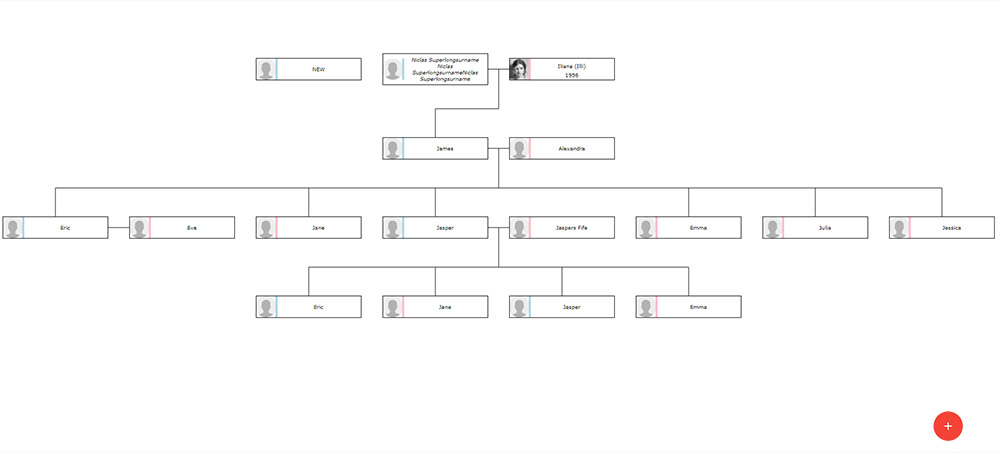 NEW
Niclas Superlongsurname
Niclas
SuperlongsurnameNiclas
Superlongsurname
Iliana (Ili)
1956
James
Alexandra
Eric
Eva
Jane
Jasper
Jaspers Fife
Emma
Julia
Jessica
Eric
Jane
Jasper
Emma
+